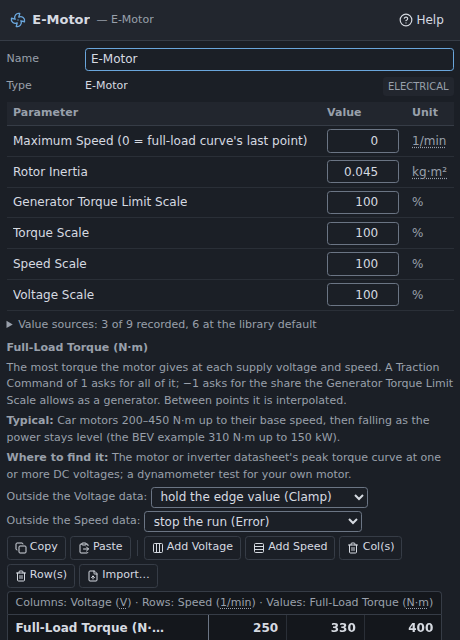 E-Motor — E-Motor Help
Name E-Motor
Type E-Motor ELECTRICAL
Parameter Value Unit
Maximum Speed (0 = full-load curve's last point) 0 1/min
Rotor Inertia 0.045 kg·m²
Generator Torque Limit Scale 100 %
Torque Scale 100 %
Speed Scale 100 %
Voltage Scale 100 %
Value sources: 3 of 9 recorded, 6 at the library default
Full-Load Torque (N·m)
The most torque the motor gives at each supply voltage and speed. A Traction
Command of 1 asks for all of it; −1 asks for the share the Generator Torque Limit
Scale allows as a generator. Between points it is interpolated.
Typical: Car motors 200–450 N·m up to their base speed, then falling as the
power stays level (the BEV example 310 N·m up to 150 kW).
Where to find it: The motor or inverter datasheet's peak torque curve at one
or more DC voltages; a dynamometer test for your own motor.
Outside the Voltage data: hold the edge value (Clamp)
Outside the Speed data: stop the run (Error)
Copy Paste Add Voltage Add Speed Col(s)
Row(s) Import...
Columns: Voltage (V) · Rows: Speed (1/min) · Values: Full-Load Torque (N·m)
Full-Load Torque (N·... 250 330 400